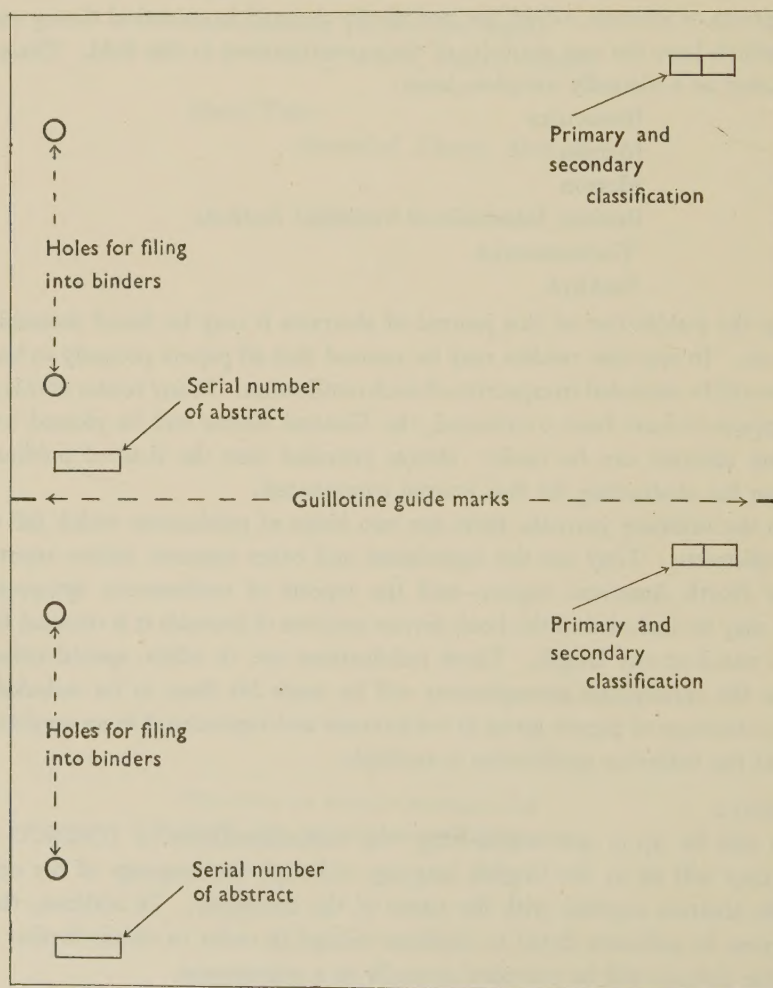 Primary and
secondary
classification
Holes for filing
into binders
Serial number
of abstract
Guillotine guide marks
Primary and
secondary
classification
Holes for filing
into binders
Serial number
of abstract